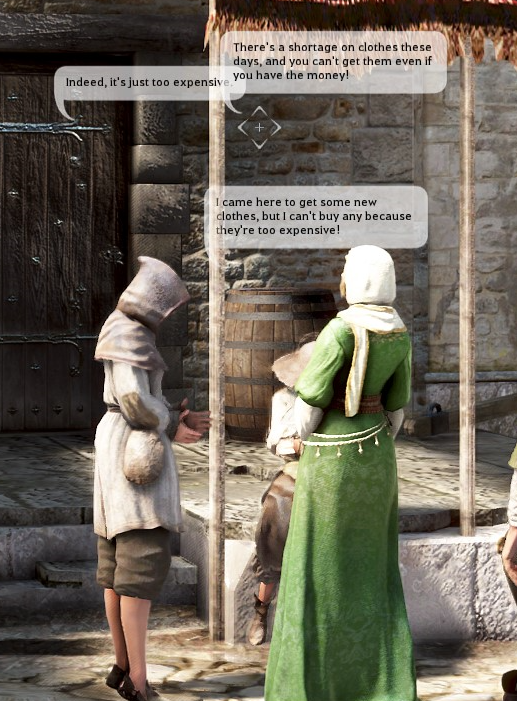 There's a shortage on clothes these
days, and you can't get them even if
you have the money!
Indeed, it's just too expensive.
I came here to get some new
clothes, but I can't buy any because
they're too expensive!